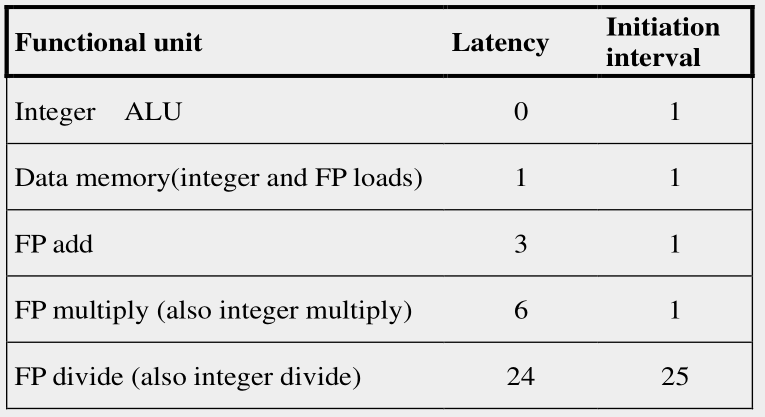 Functional unit Latency Initiation interval
Integer ALU 0 1
Data memory(integer and FP loads) 1 1
FP add 3 1
FP multiply (also integer multiply) 6 1
FP divide (also integer divide) 24 25